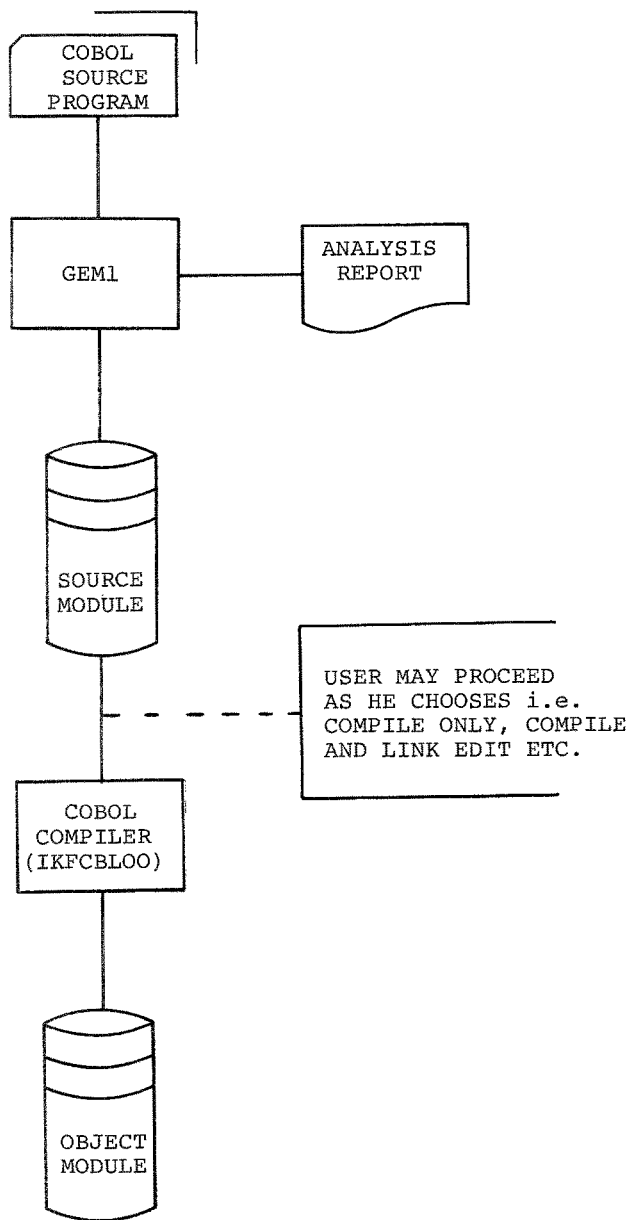 COBOL
SOURCE
PROGRAM
GEM1
ANALYSIS
REPORT
SOURCE
MODULE
USER MAY PROCEED
AS HE CHOOSES i.e.
COMPILE ONLY, COMPILE
AND LINK EDIT ETC.
COBOL
COMPILER
(IKFCBLOO)
OBJECT
MODULE